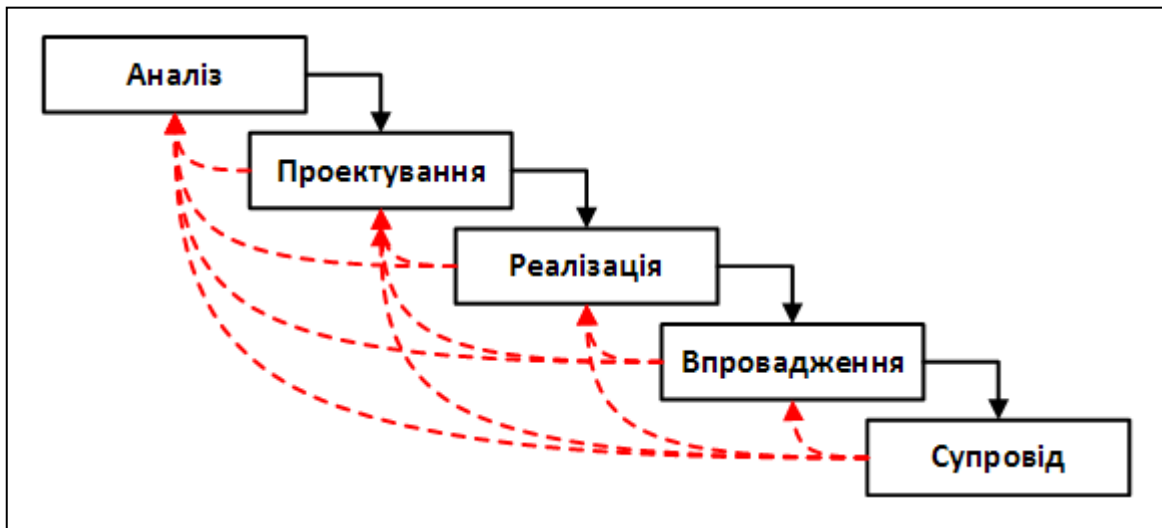 Аналіз
Проектування
Реалізація
Впровадження
Супровід